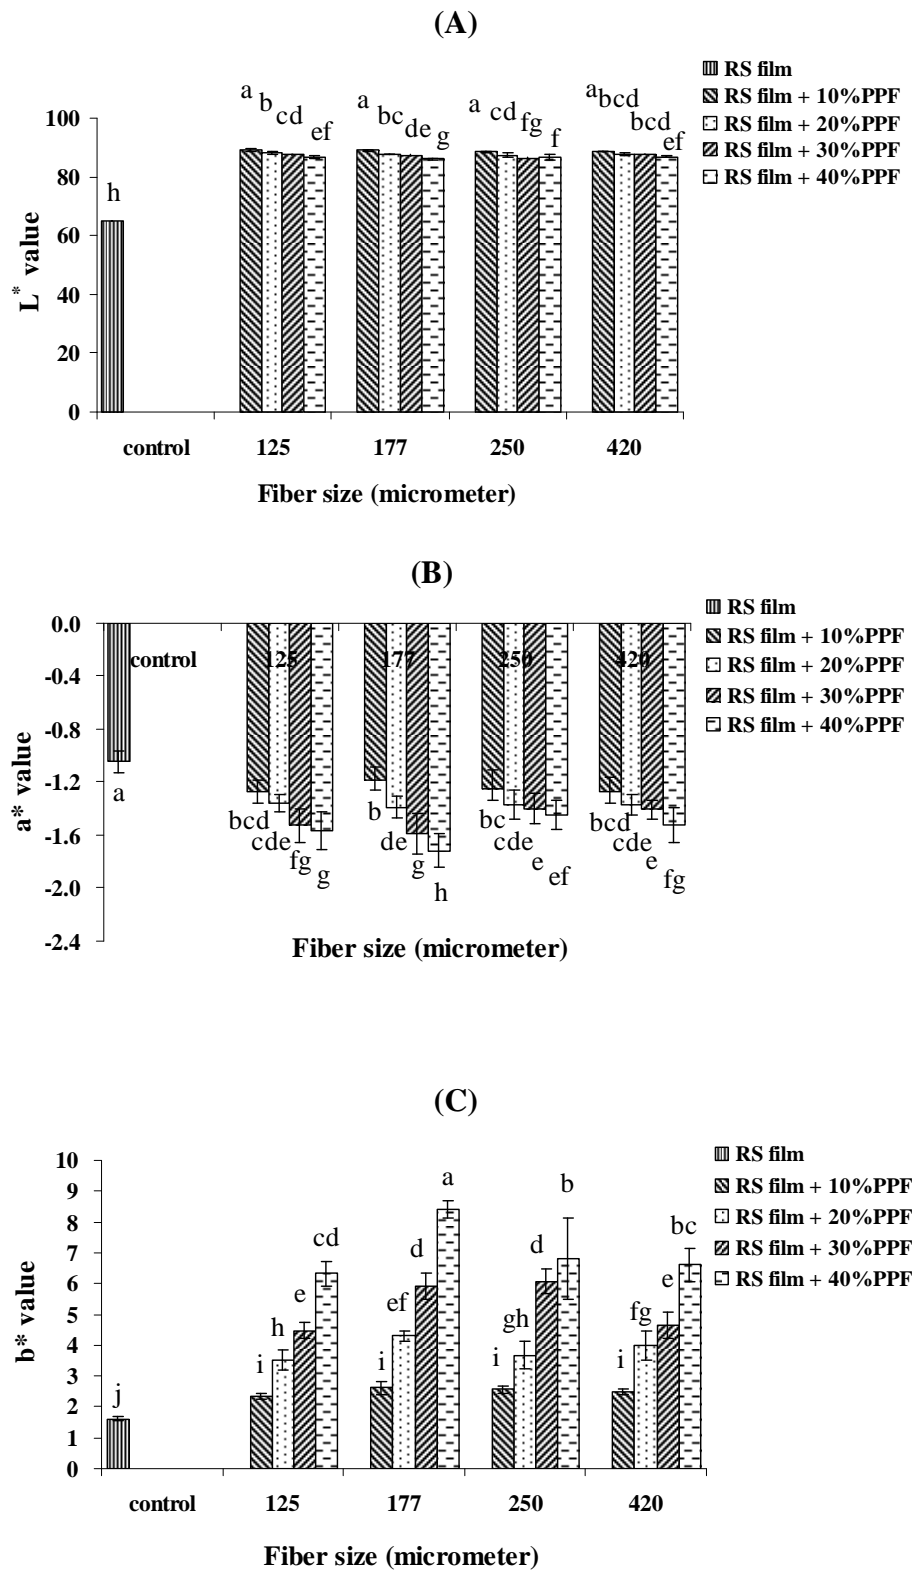 (A)
RS film
RS film + 10%PPF
RS film + 20%PPF
RS film + 30%PPF
RS film + 40%PPF
L* value
100
80
60
40
20
0
h
a b cd ef
a bc de g
a cd fg f
a bcd bcd ef
control 125 177 250 420
Fiber size (micrometer)
(B)
RS film
RS film + 10%PPF
RS film + 20%PPF
RS film + 30%PPF
RS film + 40%PPF
a* value
0.0
-0.4
-0.8
-1.2
-1.6
-2.0
-2.4
control 125 177 250 420
a
bcd cde fg g
b de g h
bc cde e ef
bcd cde e fg
Fiber size (micrometer)
(C)
RS film
RS film + 10%PPF
RS film + 20%PPF
RS film + 30%PPF
RS film + 40%PPF
b* value
10
9
8
7
6
5
4
3
2
1
0
j
i h e cd
i ef d a
i gh d b
i fg e bc
control 125 177 250 420
Fiber size (micrometer)